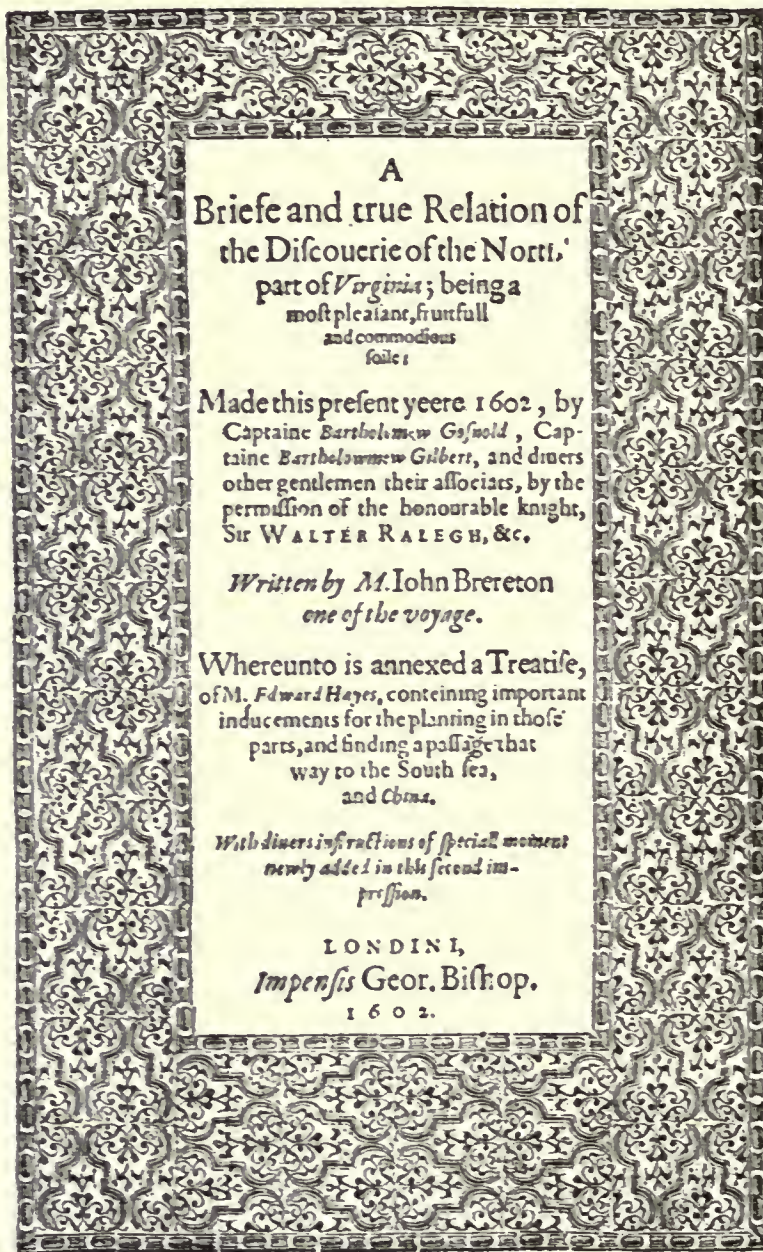 A
Briefe and true Relation of
the Diſcouerie of the North
part of Virginia; being a
moſt pleaſant, fruitfull
and commodious
ſoile:
Made this preſent yeere 1602, by
Captaine Bartholomew Goſnold, Cap-
taine Bartholowmew Gilbert, and diuers
other gentlemen their aſſociats, by the
permiſſion of the honourable knight,
Sir WALTER RALEGH, &c.
Written by M. Iohn Brereton
one of the voyage.
Whereunto is annexed a Treatiſe,
of M. Edward Hayes, conteining important
inducements for the planting in thoſe
parts, and finding a paſſage that
way to the South ſea,
and China.
With diuers inſtructions of ſpeciall moment
newly added in this ſecond im-
preſſion.
LONDINI,
Impenſis Geor. Biſhop.
1602.